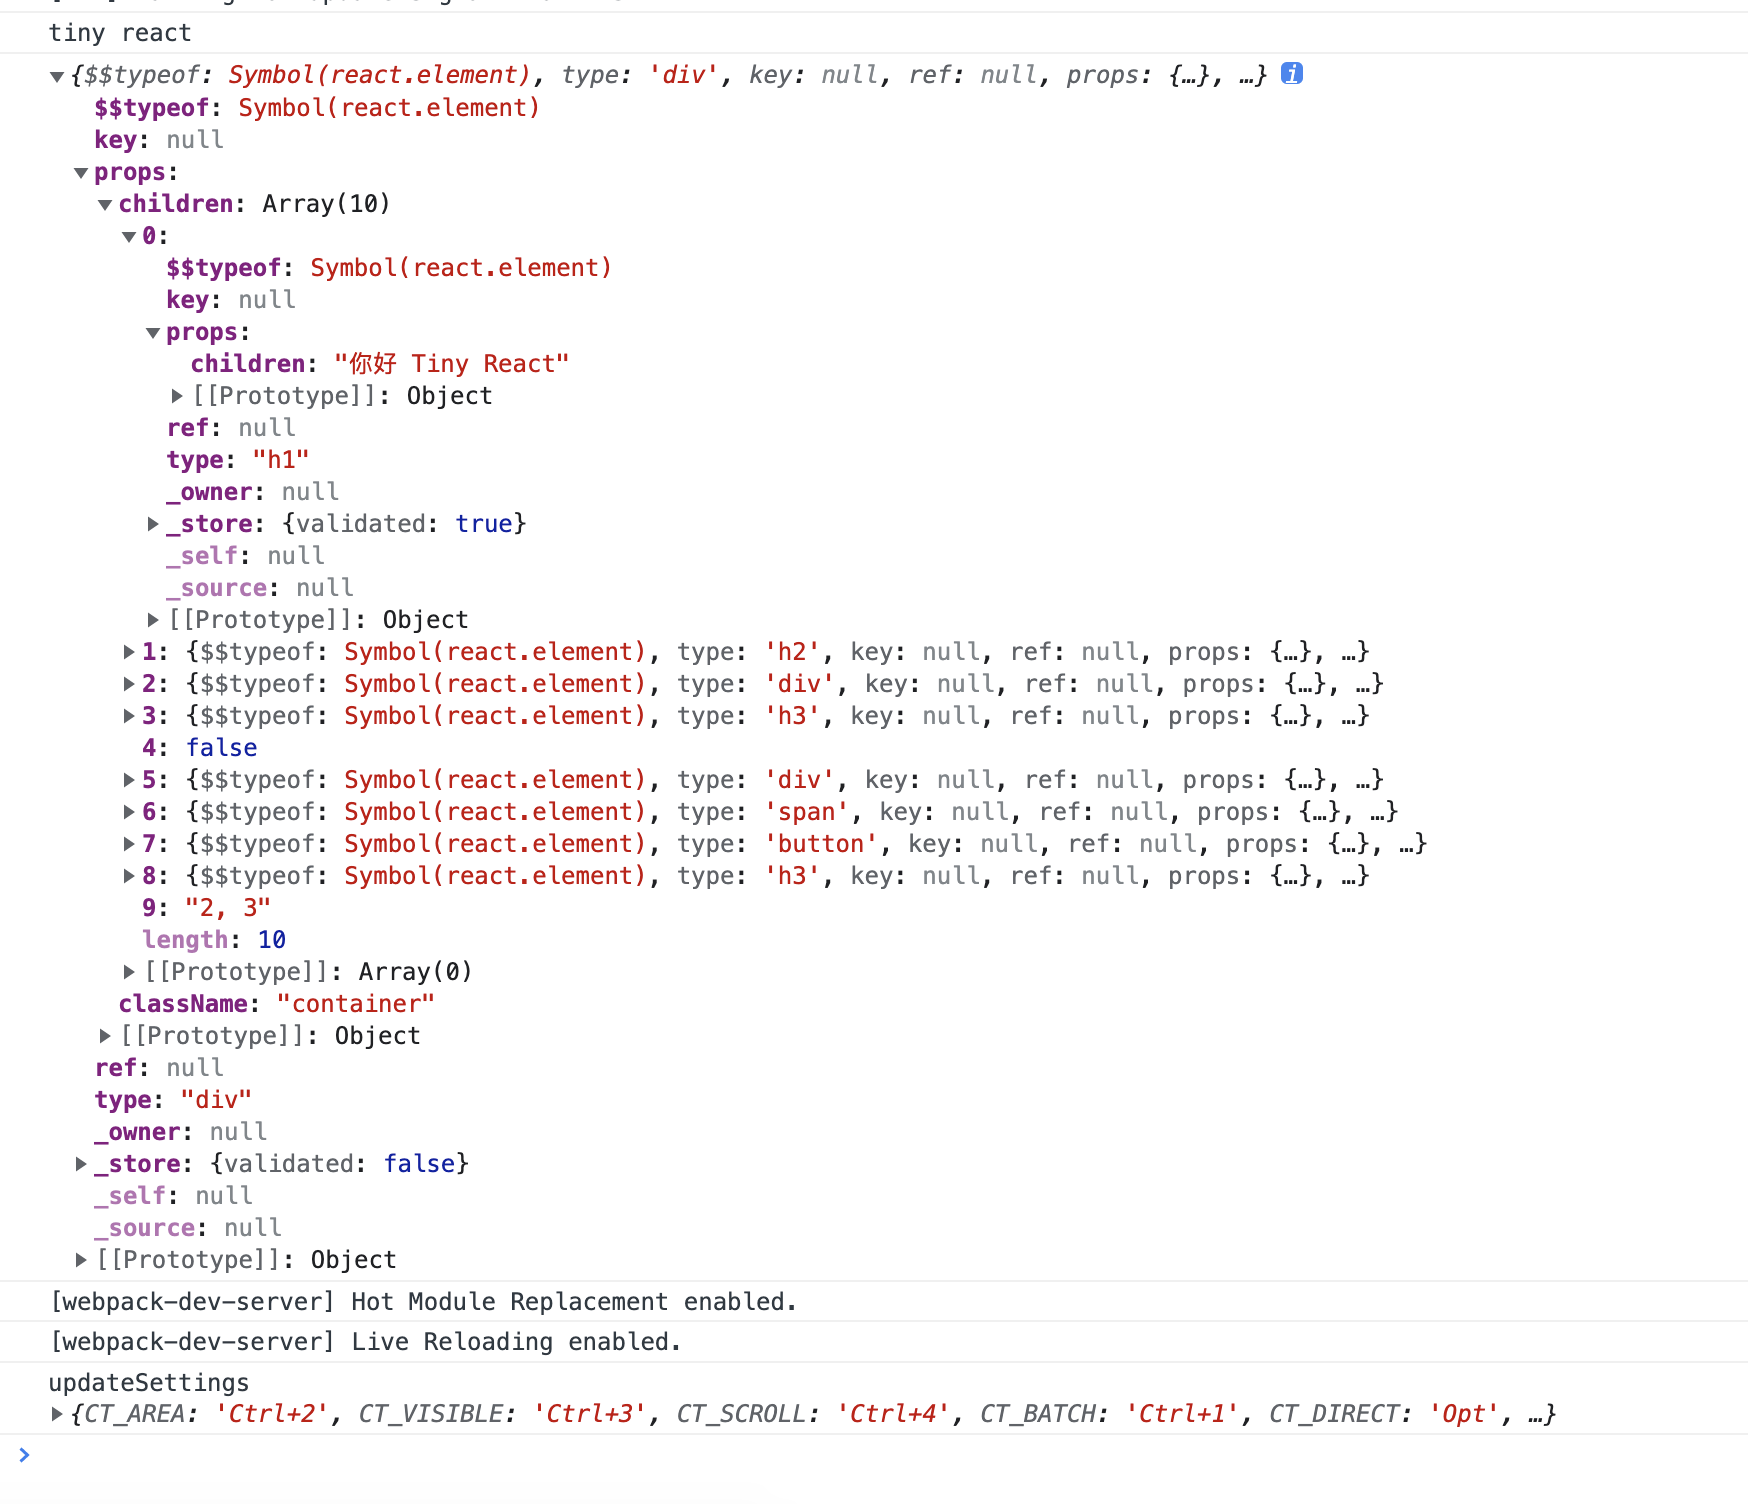 tiny react
{$$typeof: Symbol(react.element), type: 'div', key: null, ref: null, props: {…}, …} i
$$typeof: Symbol(react.element)
key: null
props:
children: Array(10)
0:
$$typeof: Symbol(react.element)
key: null
props:
children: "你好 Tiny React"
[[Prototype]]: Object
ref: null
type: "h1"
_owner: null
_store: {validated: true}
_self: null
_source: null
[[Prototype]]: Object
1: {$$typeof: Symbol(react.element), type: 'h2', key: null, ref: null, props: {…}, …}
2: {$$typeof: Symbol(react.element), type: 'div', key: null, ref: null, props: {…}, …}
3: {$$typeof: Symbol(react.element), type: 'h3', key: null, ref: null, props: {…}, …}
4: false
5: {$$typeof: Symbol(react.element), type: 'div', key: null, ref: null, props: {…}, …}
6: {$$typeof: Symbol(react.element), type: 'span', key: null, ref: null, props: {…}, …}
7: {$$typeof: Symbol(react.element), type: 'button', key: null, ref: null, props: {…}, …}
8: {$$typeof: Symbol(react.element), type: 'h3', key: null, ref: null, props: {…}, …}
9: "2, 3"
length: 10
[[Prototype]]: Array(0)
className: "container"
[[Prototype]]: Object
ref: null
type: "div"
_owner: null
_store: {validated: false}
_self: null
_source: null
[[Prototype]]: Object
[webpack-dev-server] Hot Module Replacement enabled.
[webpack-dev-server] Live Reloading enabled.
updateSettings
{CT_AREA: 'Ctrl+2', CT_VISIBLE: 'Ctrl+3', CT_SCROLL: 'Ctrl+4', CT_BATCH: 'Ctrl+1', CT_DIRECT: 'Opt', …}